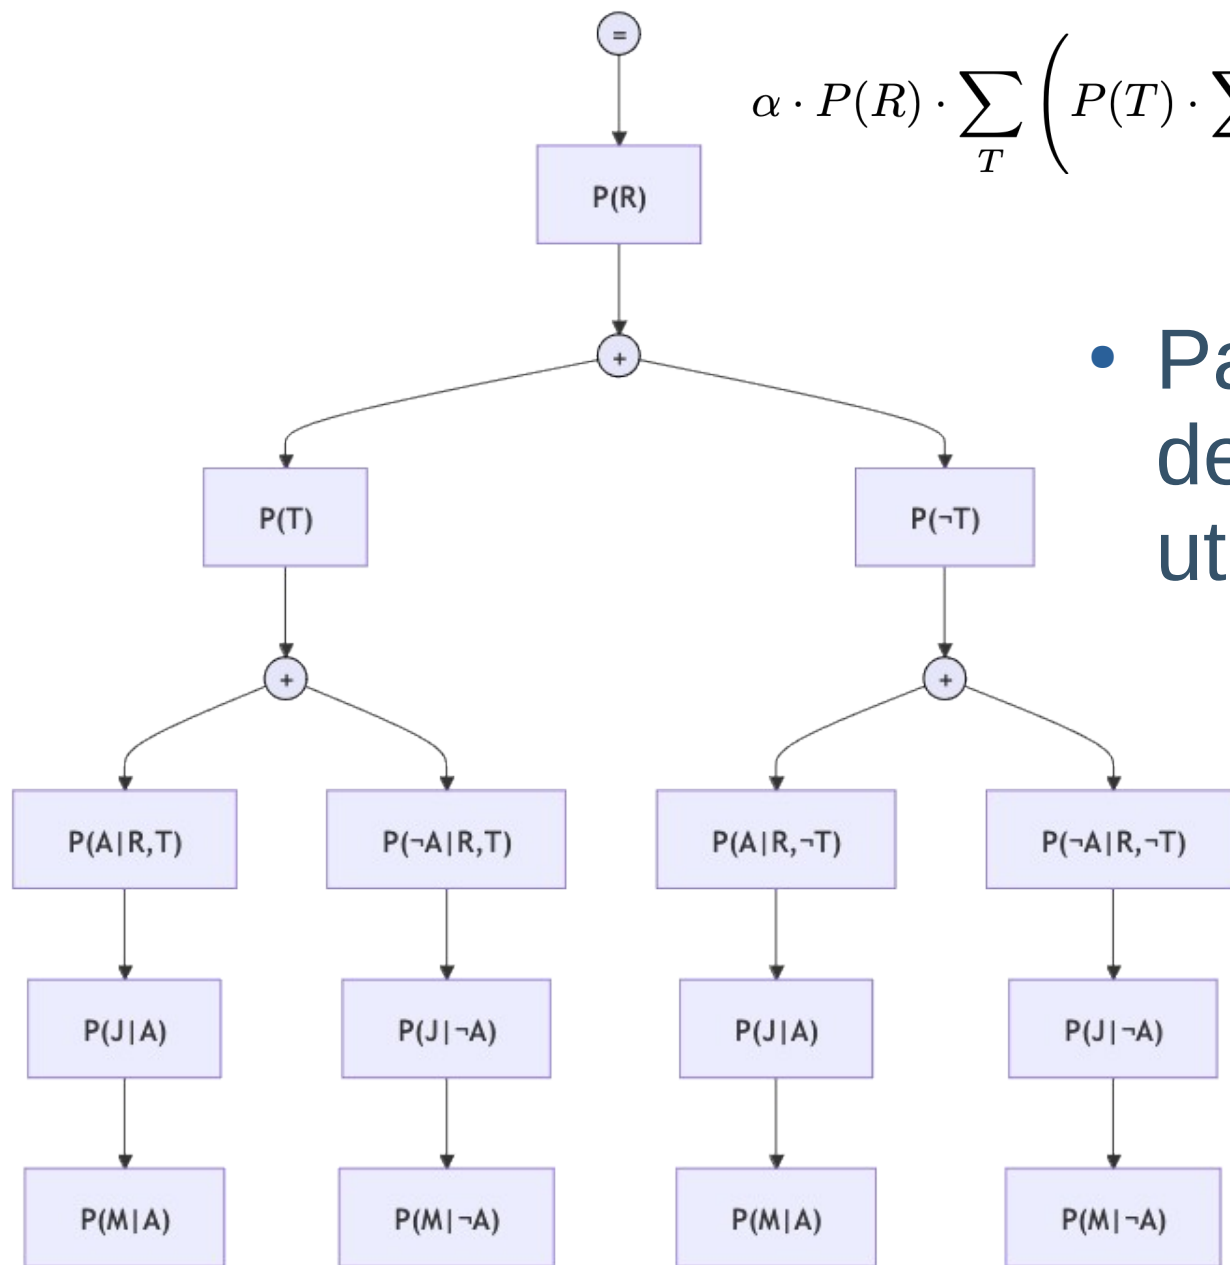 =
α · P(R) · ∑_T ( P(T) ·
P(R)
+
P(T)
P(¬T)
+
+
P(A|R,T)
P(¬A|R,T)
P(A|R,¬T)
P(¬A|R,¬T)
P(J|A)
P(J|¬A)
P(J|A)
P(J|¬A)
P(M|A)
P(M|¬A)
P(M|A)
P(M|¬A)